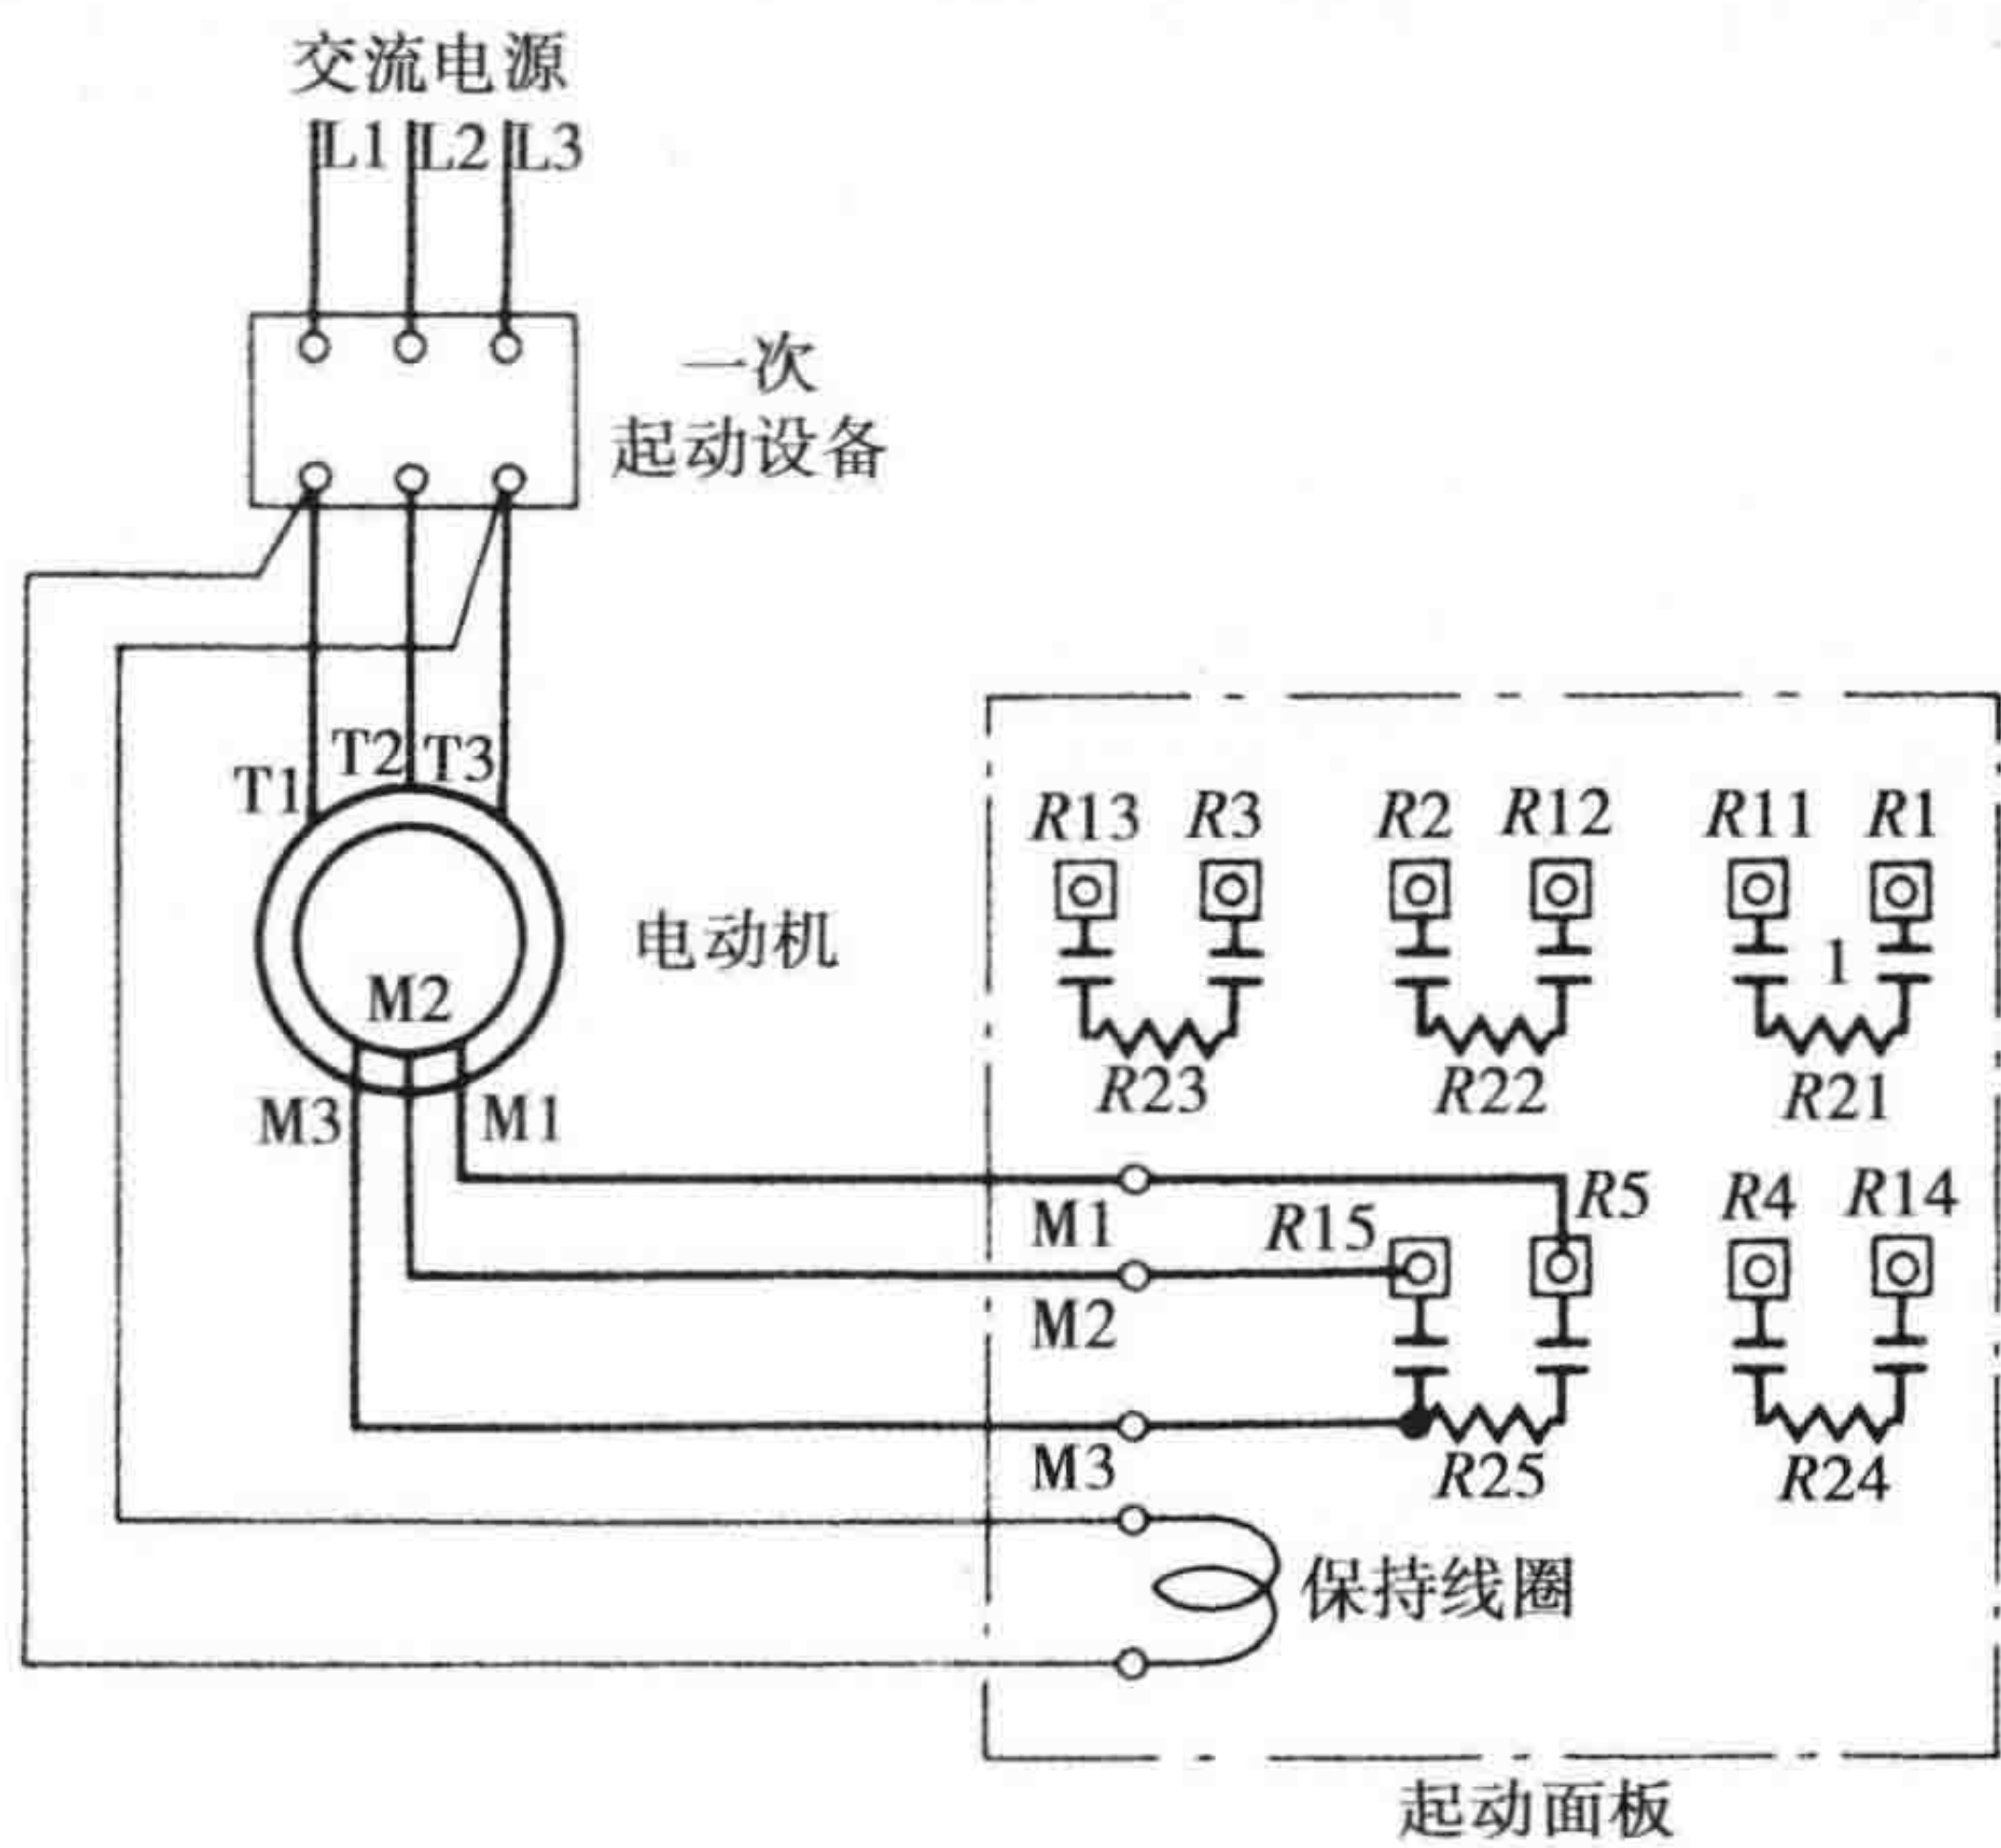 交流电源
L1 L2 L3
一次
起动设备
T1 T2 T3
电动机
M2
M3 M1
R13 R3 R2 R12 R11 R1
1
R23 R22 R21
M1 R15 R5 R4 R14
M2
M3 R25 R24
保持线圈
起动面板